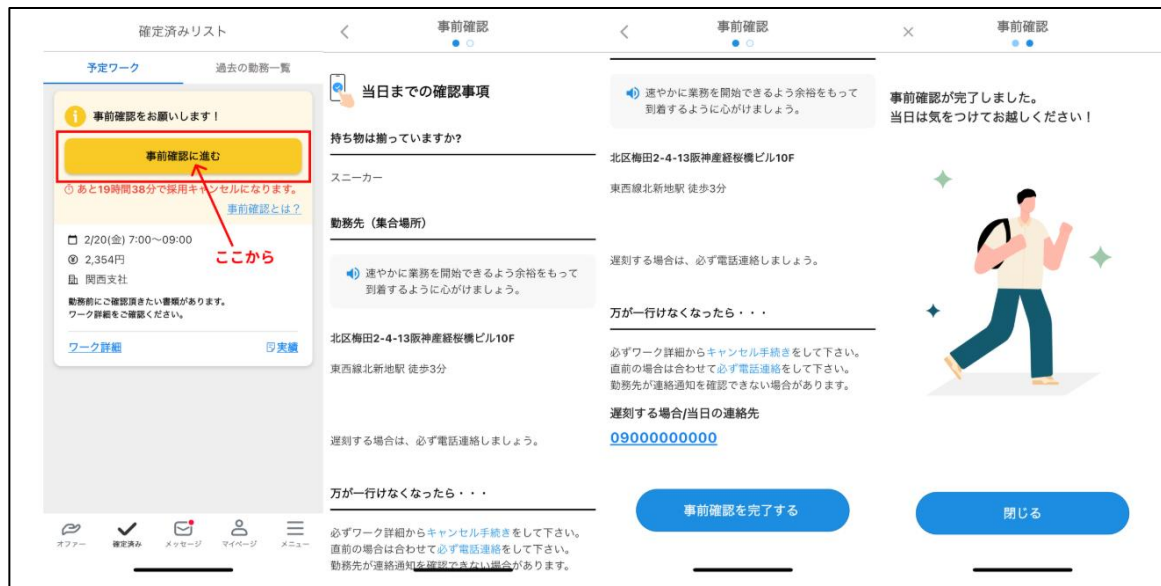 確定済みリスト
予定ワーク
過去の勤務一覧
事前確認をお願いします！
事前確認に進む
あと19時間38分で採用キャンセルになります。
事前確認とは？
2/20(金) 7:00〜09:00
2,354円
ここから
関西支社
勤務前にご確認頂きたい書類があります。
ワーク詳細をご確認ください。
ワーク詳細
実績
オファー
確定済み
メッセージ
マイページ
メニュー
事前確認
当日までの確認事項
持ち物は揃っていますか?
スニーカー
勤務先（集合場所）
速やかに業務を開始できるよう余裕をもって
到着するように心がけましょう。
北区梅田2-4-13阪神産経桜橋ビル10F
東西線北新地駅 徒歩3分
遅刻する場合は、必ず電話連絡しましょう。
万が一行けなくなったら・・・
必ずワーク詳細からキャンセル手続きをして下さい。
直前の場合は合わせて必ず電話連絡をして下さい。
勤務先が連絡通知を確認できない場合があります。
事前確認
速やかに業務を開始できるよう余裕をもって
到着するように心がけましょう。
北区梅田2-4-13阪神産経桜橋ビル10F
東西線北新地駅 徒歩3分
遅刻する場合は、必ず電話連絡しましょう。
万が一行けなくなったら・・・
必ずワーク詳細からキャンセル手続きをして下さい。
直前の場合は合わせて必ず電話連絡をして下さい。
勤務先が連絡通知を確認できない場合があります。
遅刻する場合/当日の連絡先
09000000000
事前確認を完了する
事前確認
事前確認が完了しました。
当日は気をつけてお越しください！
閉じる